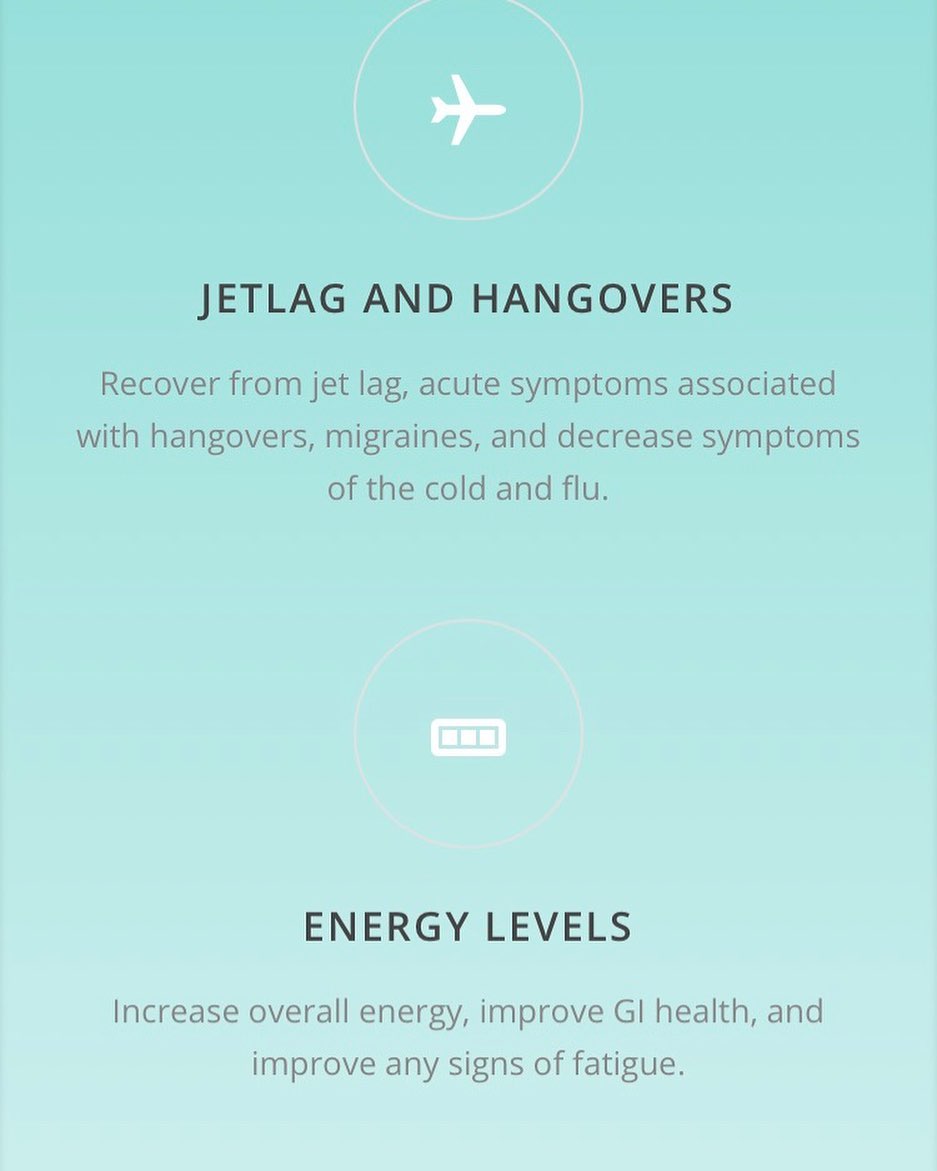 JETLAG AND HANGOVERS
Recover from jet lag, acute symptoms associated
with hangovers, migraines, and decrease symptoms
of the cold and flu.
ENERGY LEVELS
Increase overall energy, improve GI health, and
improve any signs of fatigue.